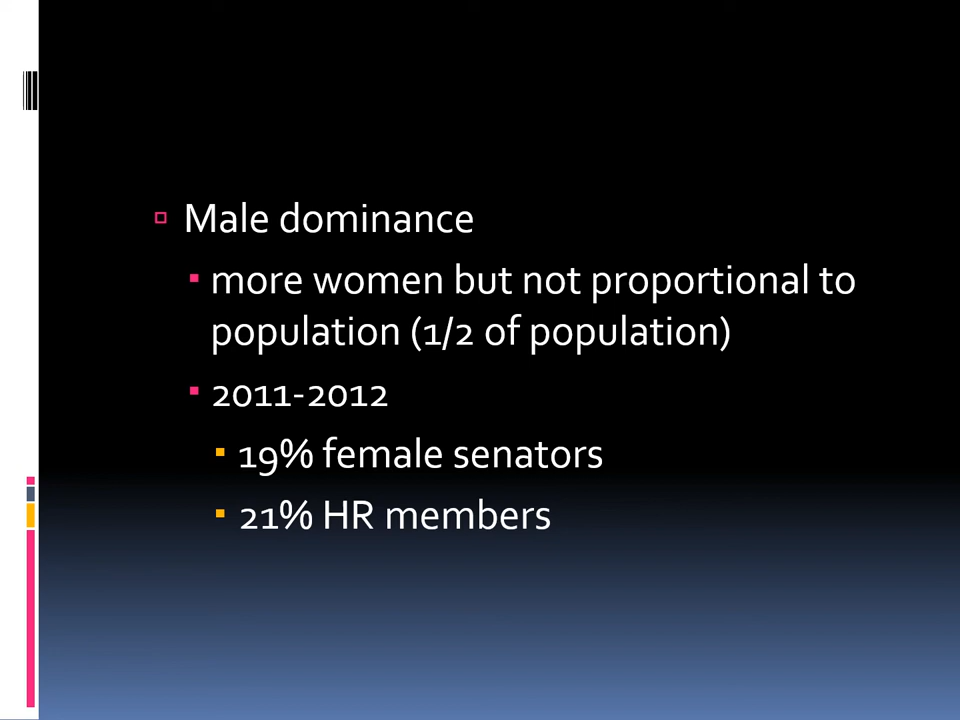 Male dominance
more women but not proportional to
population (1/2 of population)
2011-2012
19% female senators
21% HR members